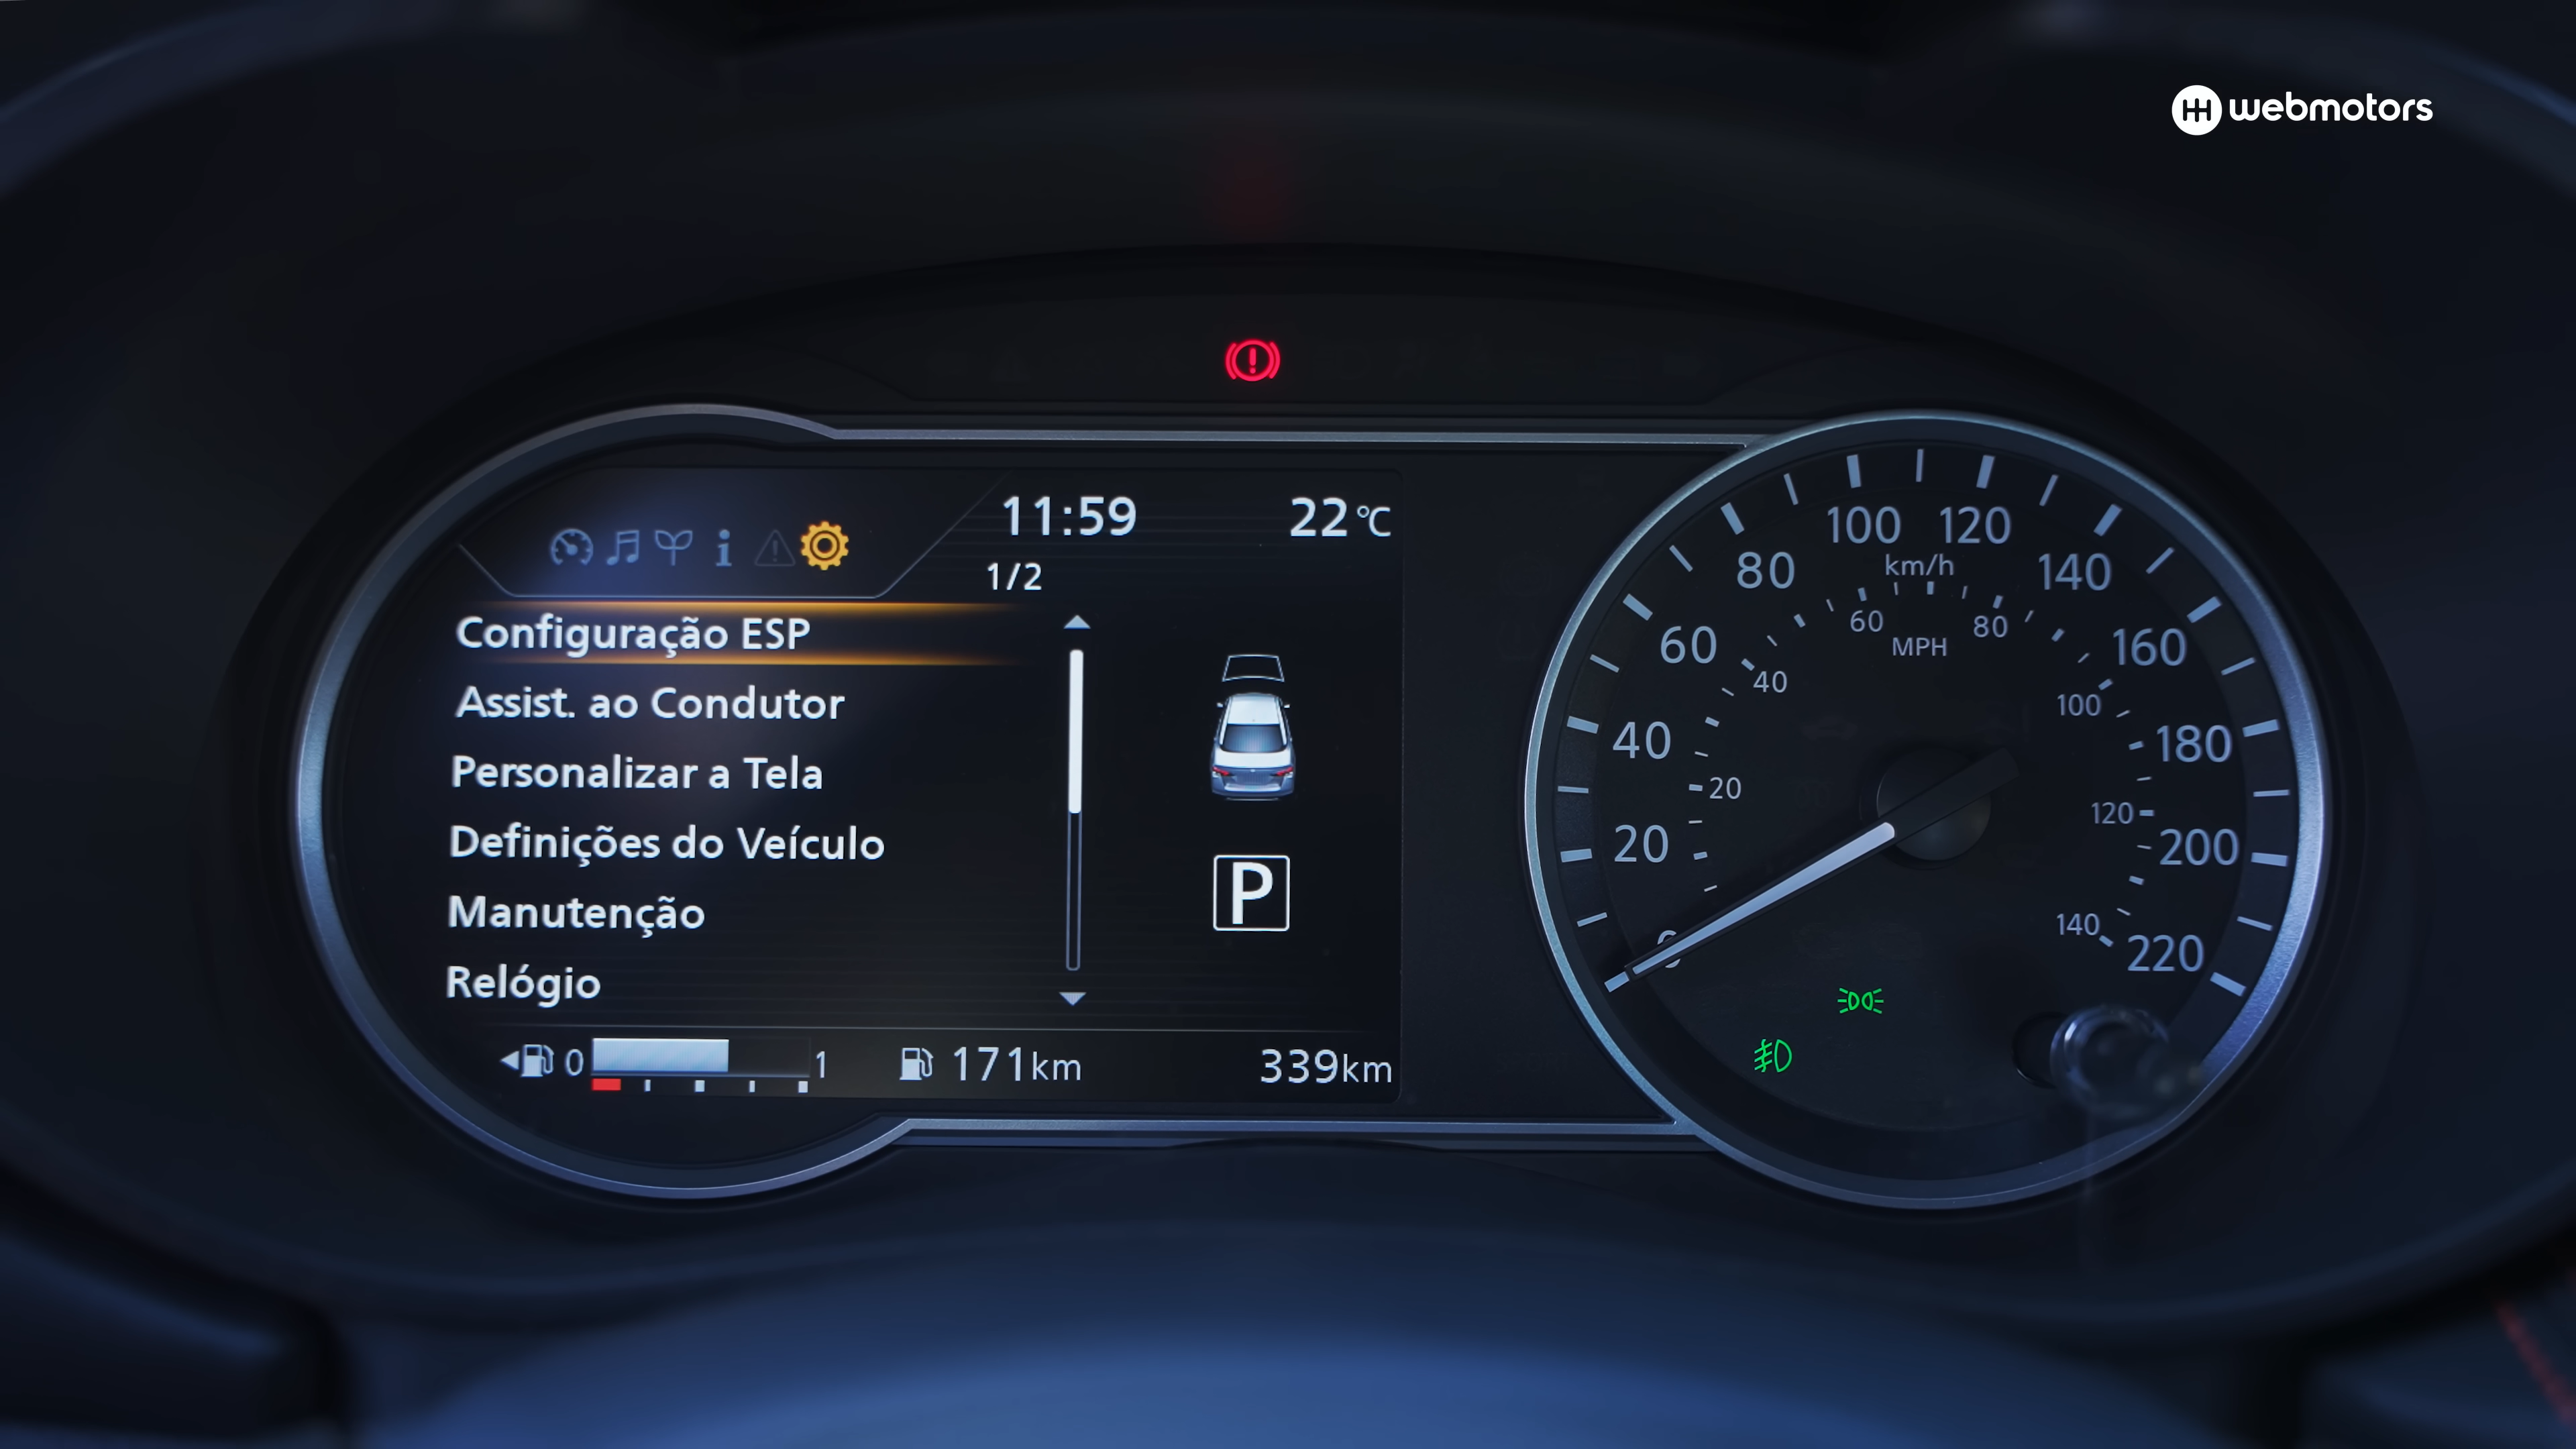 webmotors
11:59 22°C
1/2
Configuração ESP
Assist. ao Condutor
Personalizar a Tela
Definições do Veículo
Manutenção
Relógio
P
0 1 171km 339km
0 20 40 60 80 100 120 140 160 180 200 220
km/h
20 40 60 80 100 120 140
MPH